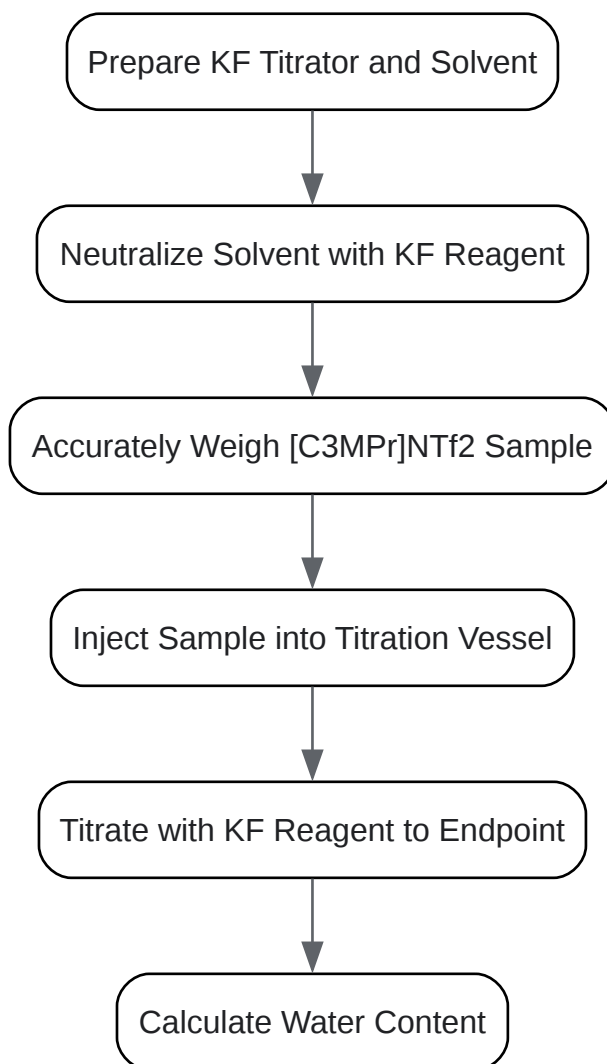 Prepare KF Titrator and Solvent
Neutralize Solvent with KF Reagent
Accurately Weigh [C3MPr]NTf2 Sample
Inject Sample into Titration Vessel
Titrate with KF Reagent to Endpoint
Calculate Water Content